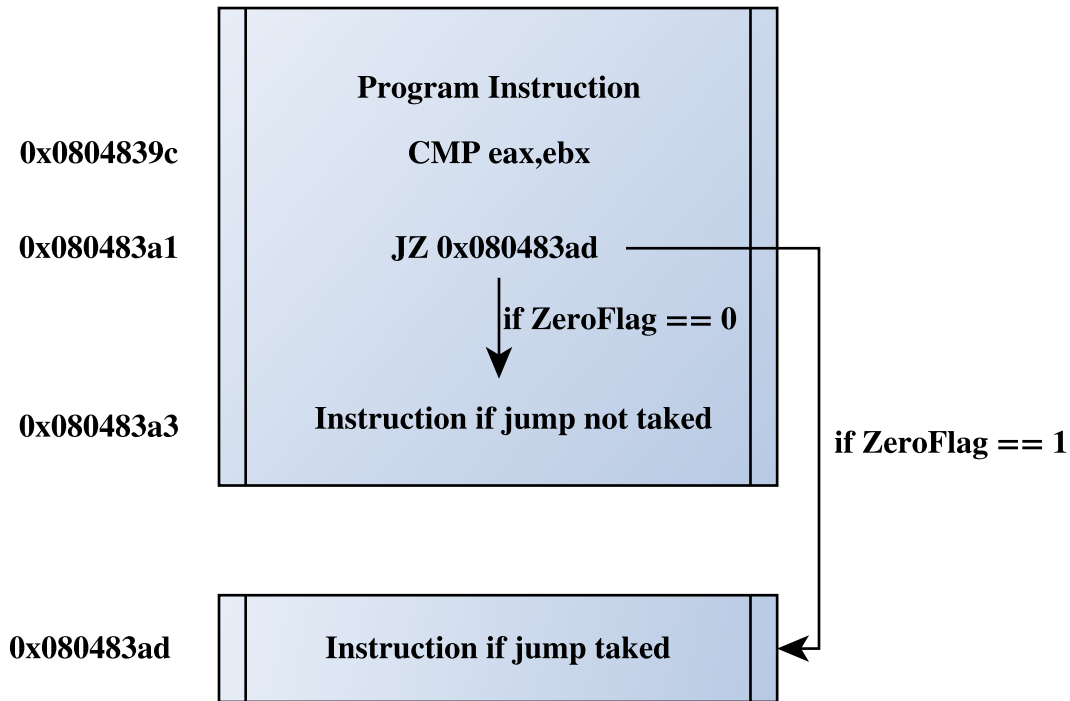 Program Instruction
0x0804839c CMP eax,ebx
0x080483a1 JZ 0x080483ad
if ZeroFlag == 0
0x080483a3 Instruction if jump not taked
if ZeroFlag == 1
0x080483ad Instruction if jump taked